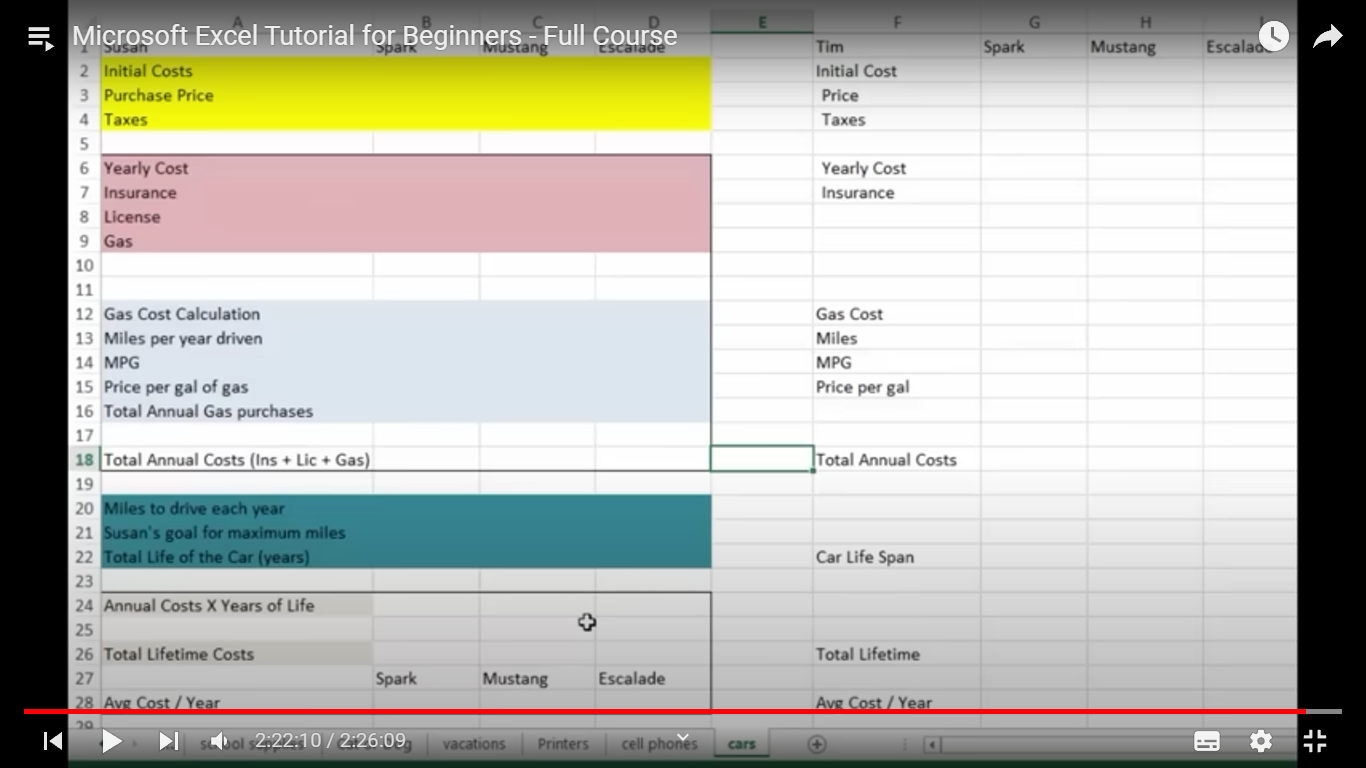 Microsoft Excel Tutorial for Beginners - Full Course
A B C D E F G H
1 Susan Spark Mustang Escalade Tim Spark Mustang Escalade
2 Initial Costs Initial Cost
3 Purchase Price Price
4 Taxes Taxes
5
6 Yearly Cost Yearly Cost
7 Insurance Insurance
8 License
9 Gas
10
11
12 Gas Cost Calculation Gas Cost
13 Miles per year driven Miles
14 MPG MPG
15 Price per gal of gas Price per gal
16 Total Annual Gas purchases
17
18 Total Annual Costs (Ins + Lic + Gas) Total Annual Costs
19
20 Miles to drive each year
21 Susan's goal for maximum miles
22 Total Life of the Car (years) Car Life Span
23
24 Annual Costs X Years of Life
25
26 Total Lifetime Costs Total Lifetime
27 Spark Mustang Escalade
28 Avg Cost / Year Avg Cost / Year
29
2:22:10 / 2:26:09
vacations Printers cell phones cars